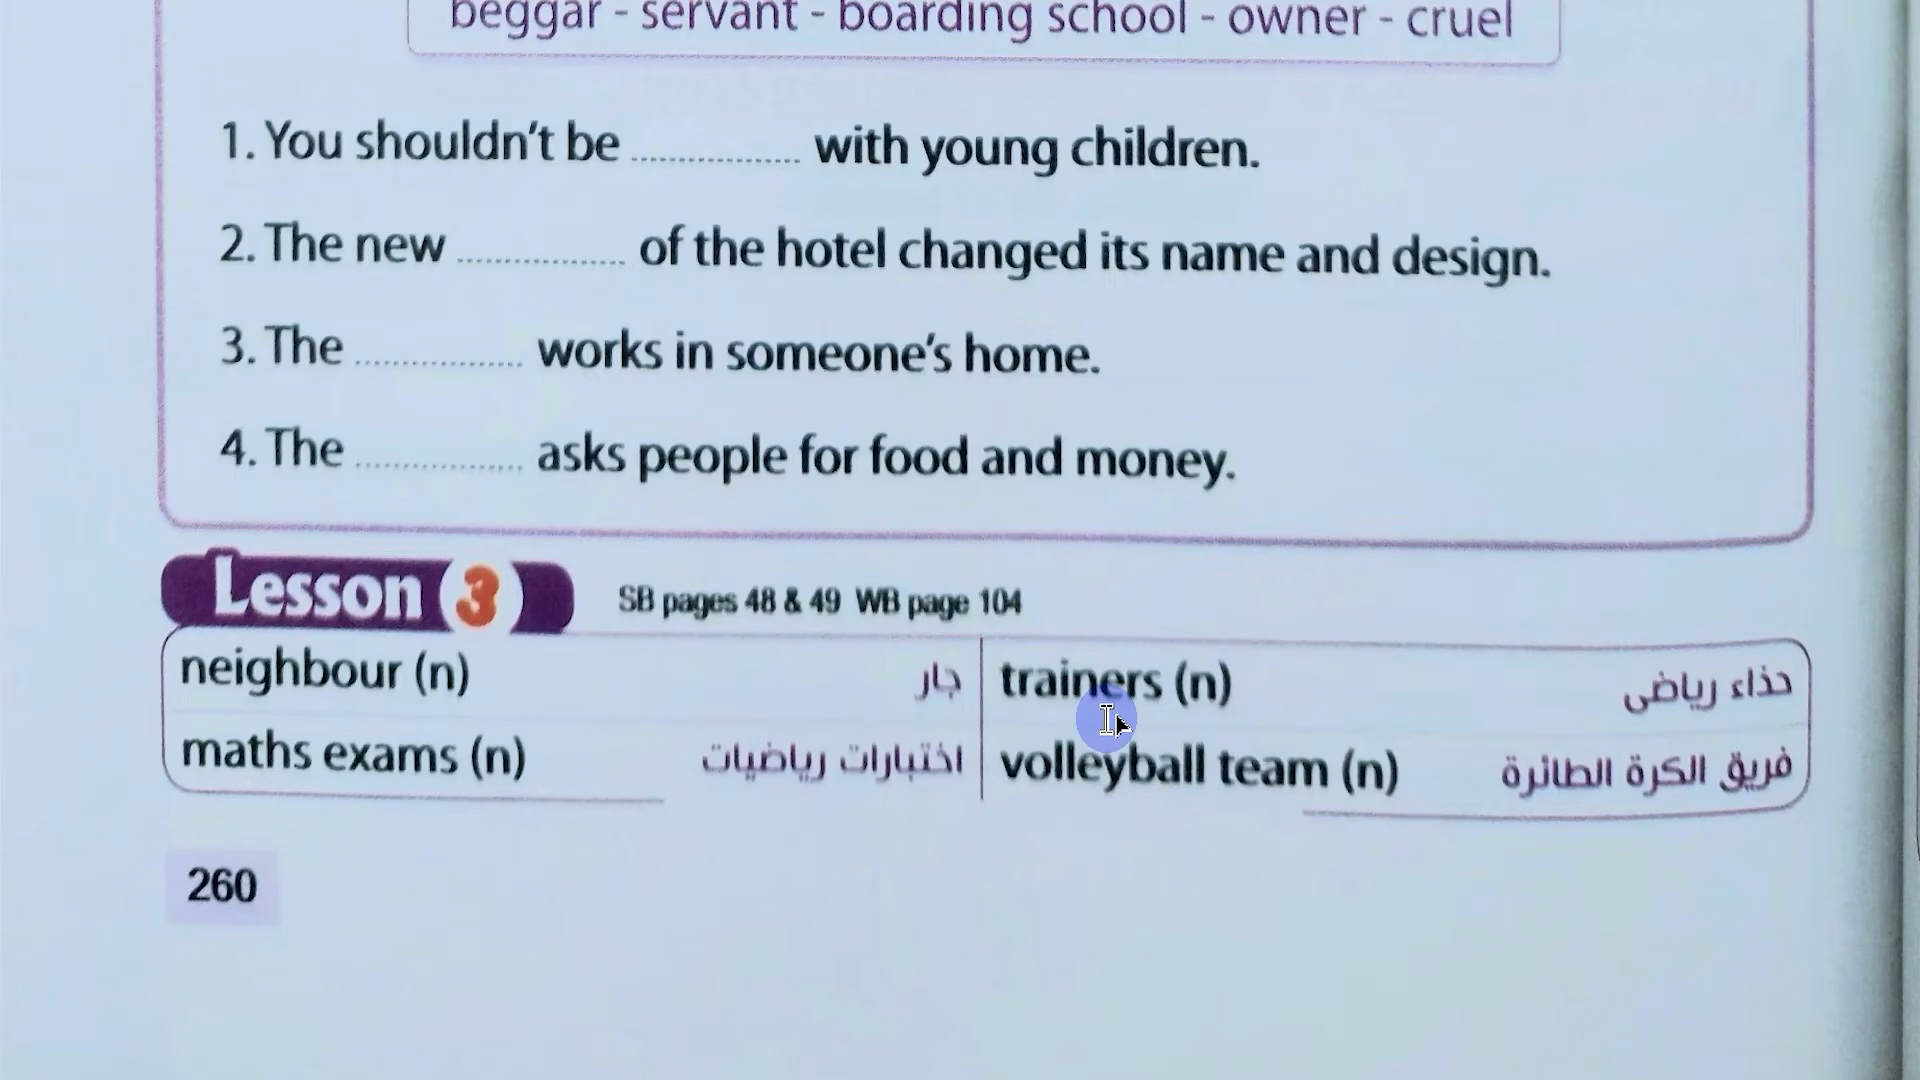 beggar - servant - boarding school - owner - cruel
1. You shouldn't be ................. with young children.
2. The new ................. of the hotel changed its name and design.
3. The ................. works in someone's home.
4. The ................. asks people for food and money.
Lesson 3 SB pages 48 & 49 WB page 104
neighbour (n) جار trainers (n) حذاء رياضى
maths exams (n) اختبارات رياضيات volleyball team (n) فريق الكرة الطائرة
260